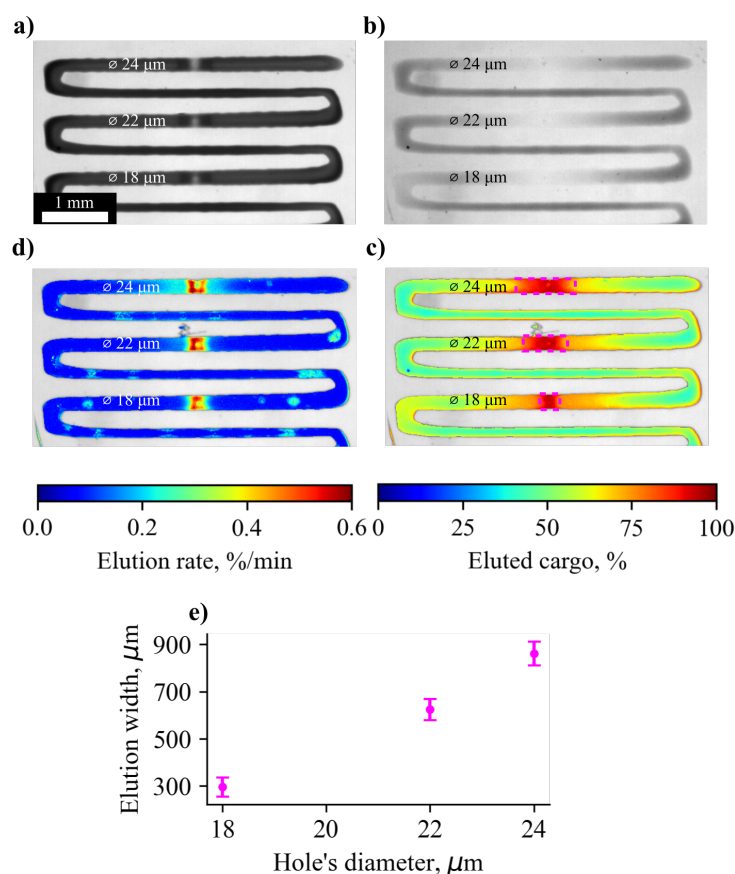 a)
b)
⌀ 24 μm
⌀ 22 μm
⌀ 18 μm
1 mm
⌀ 24 μm
⌀ 22 μm
⌀ 18 μm
d)
c)
⌀ 24 μm
⌀ 22 μm
⌀ 18 μm
⌀ 24 μm
⌀ 22 μm
⌀ 18 μm
0.0 0.2 0.4 0.6
Elution rate, %/min
0 25 50 75 100
Eluted cargo, %
e)
Elution width, μm
900
700
500
300
18 20 22 24
Hole's diameter, μm